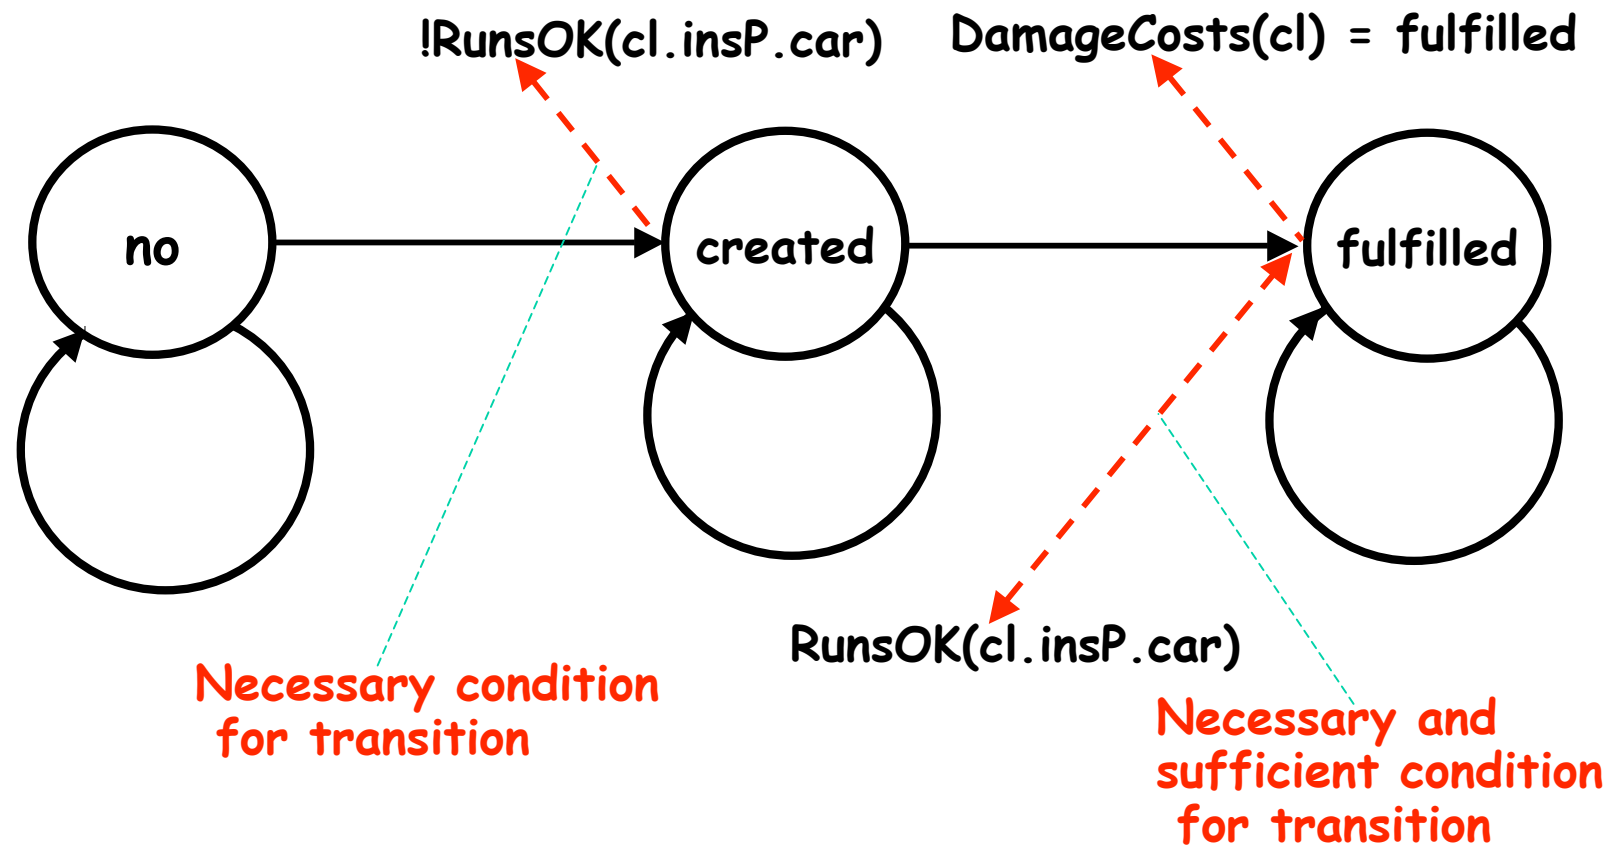 !RunsOK(cl.insP.car)
DamageCosts(cl) = fulfilled
no
created
fulfilled
RunsOK(cl.insP.car)
Necessary condition
for transition
Necessary and
sufficient condition
for transition